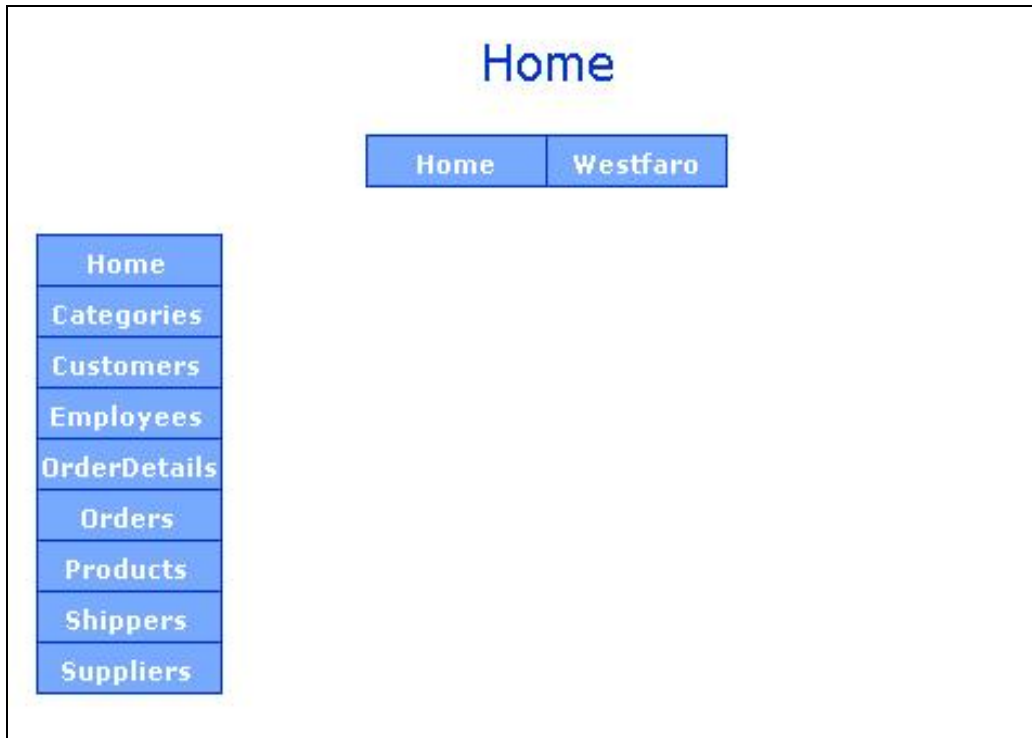 Home
Home Westfaro
Home
Categories
Customers
Employees
OrderDetails
Orders
Products
Shippers
Suppliers